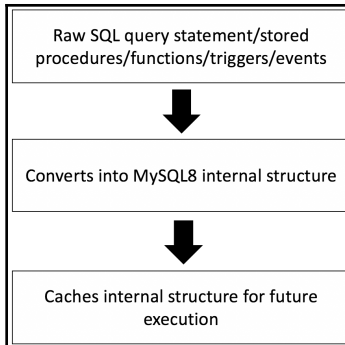 Raw SQL query statement/stored
procedures/functions/triggers/events
Converts into MySQL8 internal structure
Caches internal structure for future
execution